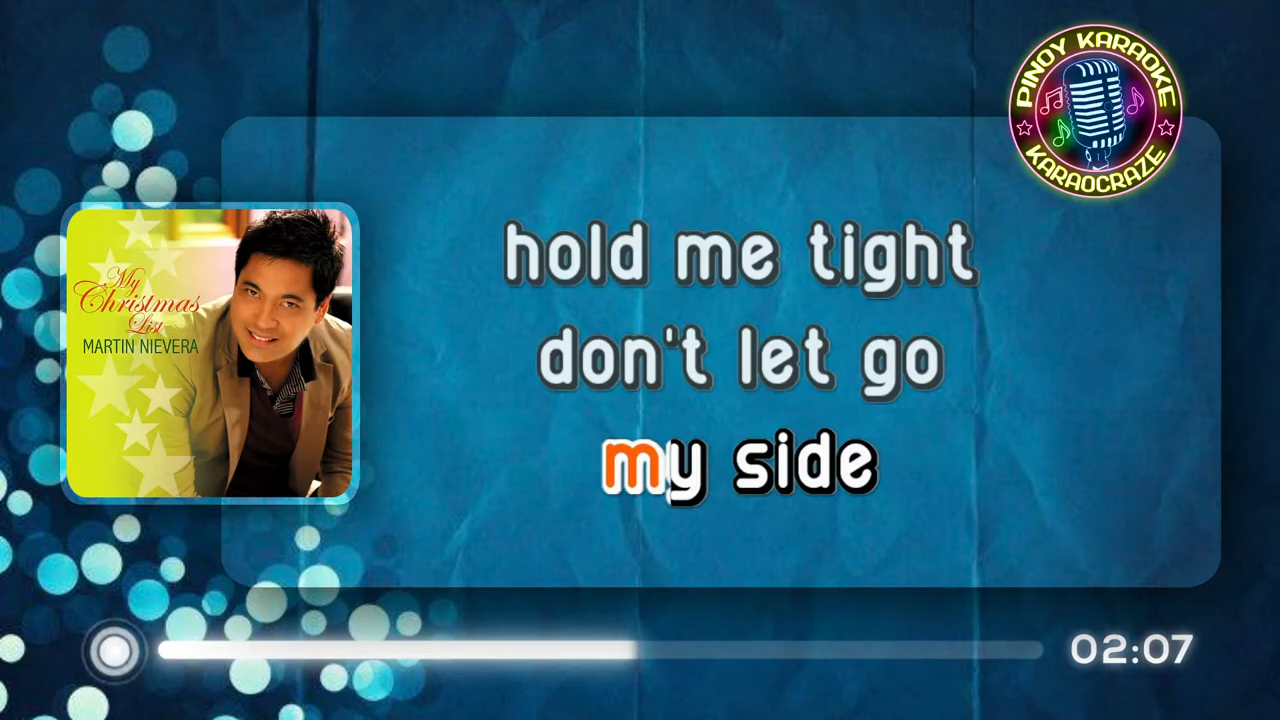 PINOY KARAOKE
KARAOCRAZE
My
Christmas
List
MARTIN NIEVERA
hold me tight
don't let go
my side
02:07